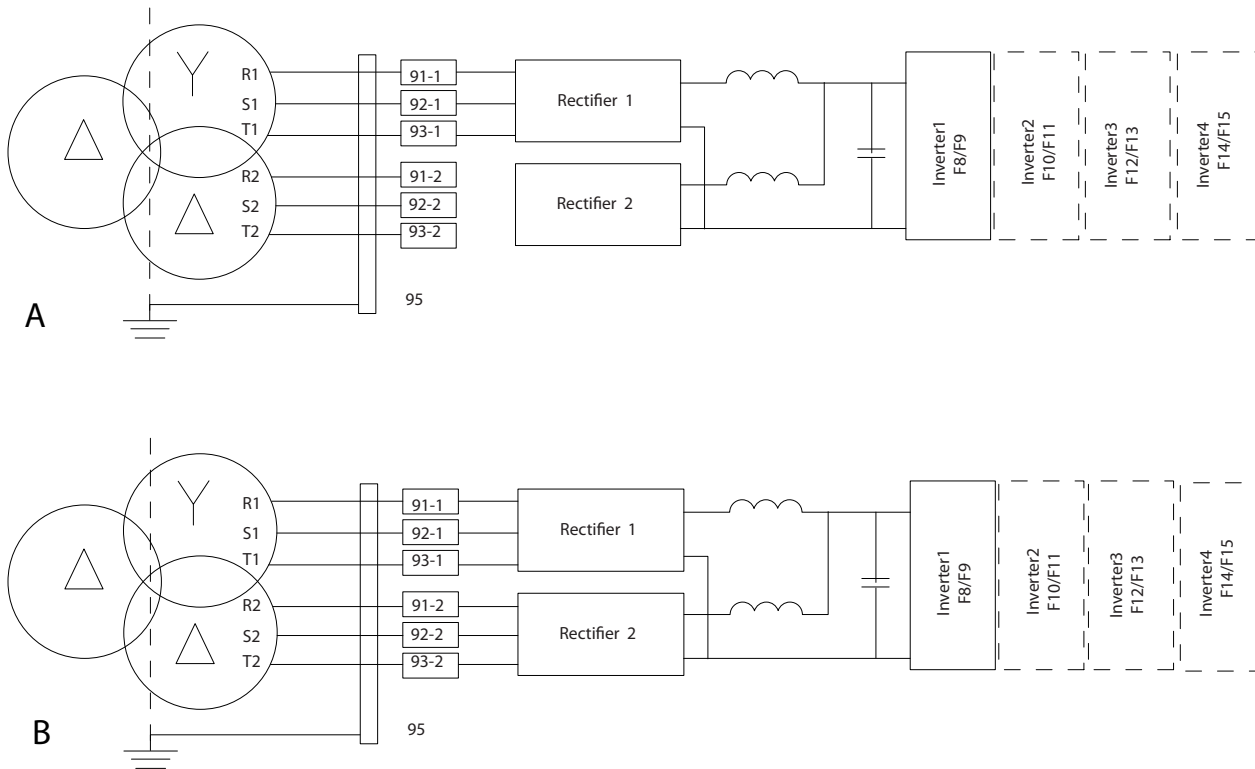 R1
S1
T1
R2
S2
T2
91-1
92-1
93-1
91-2
92-2
93-2
95
Rectifier 1
Rectifier 2
Inverter1
F8/F9
Inverter2
F10/F11
Inverter3
F12/F13
Inverter4
F14/F15
A
R1
S1
T1
R2
S2
T2
91-1
92-1
93-1
91-2
92-2
93-2
95
Rectifier 1
Rectifier 2
Inverter1
F8/F9
Inverter2
F10/F11
Inverter3
F12/F13
Inverter4
F14/F15
B